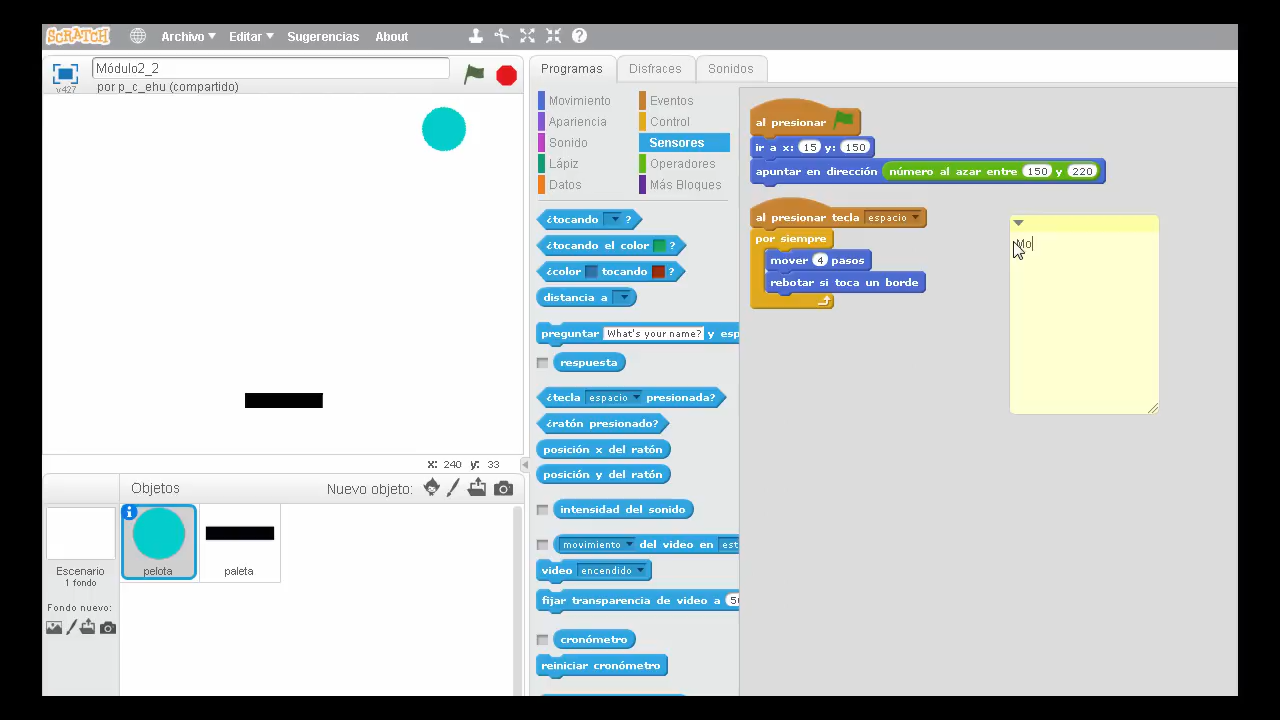 SCRATCH
Archivo
Editar
Sugerencias
About
Módulo2_2
por p_c_ehu (compartido)
v427
x: 240 y: 33
Objetos
Nuevo objeto:
Escenario
1 fondo
Fondo nuevo:
pelota
paleta
Programas
Disfraces
Sonidos
Movimiento
Eventos
Apariencia
Control
Sonido
Sensores
Lápiz
Operadores
Datos
Más Bloques
¿tocando ?
¿tocando el color ?
¿color tocando ?
distancia a
preguntar What's your name? y esp
respuesta
¿tecla espacio presionada?
¿ratón presionado?
posición x del ratón
posición y del ratón
intensidad del sonido
movimiento del video en est
video encendido
fijar transparencia de video a 50
cronómetro
reiniciar cronómetro
al presionar
ir a x: 15 y: 150
apuntar en dirección número al azar entre 150 y 220
al presionar tecla espacio
por siempre
mover 4 pasos
rebotar si toca un borde
Mo